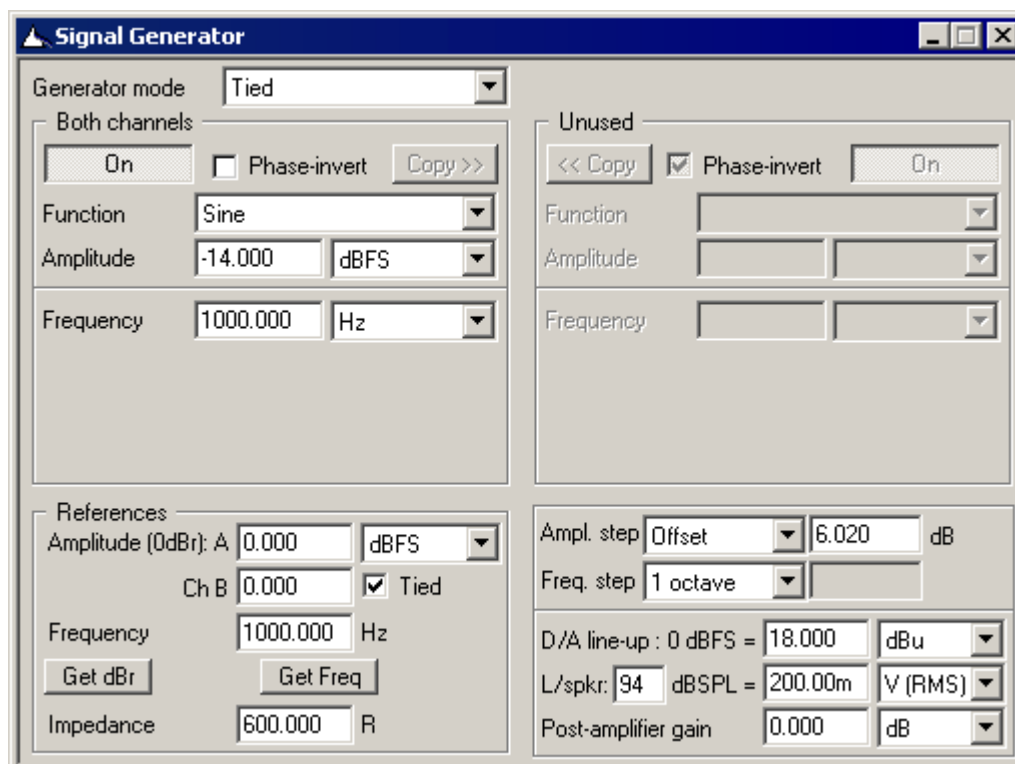 Signal Generator
Generator mode Tied
Both channels
On Phase-invert Copy >>
Function Sine
Amplitude -14.000 dBFS
Frequency 1000.000 Hz
Unused
<< Copy Phase-invert On
Function
Amplitude
Frequency
References
Amplitude (0dBr): A 0.000 dBFS
Ch B 0.000 Tied
Frequency 1000.000 Hz
Get dBr Get Freq
Impedance 600.000 R
Ampl. step Offset 6.020 dB
Freq. step 1 octave
D/A line-up : 0 dBFS = 18.000 dBu
L/spkr: 94 dBSPL = 200.00m V (RMS)
Post-amplifier gain 0.000 dB